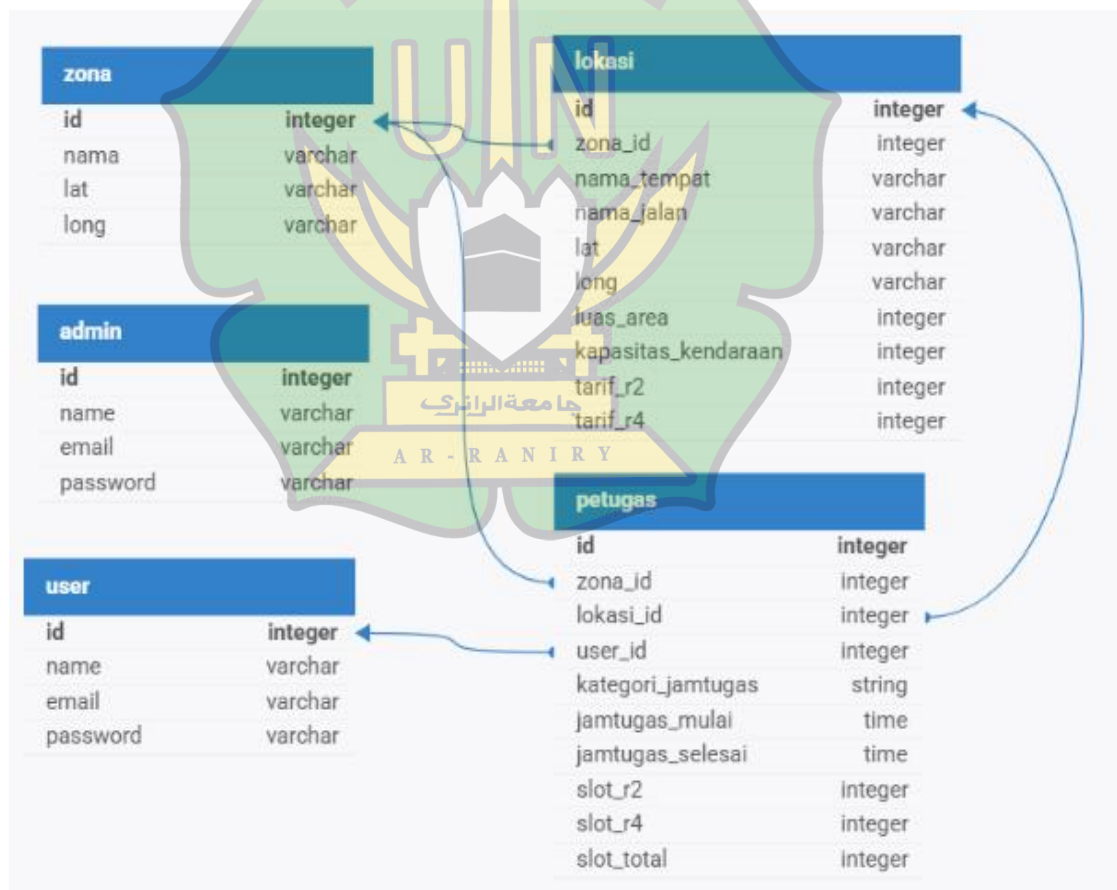 zona
id integer
nama varchar
lat varchar
long varchar
admin
id integer
name varchar
email varchar
password varchar
user
id integer
name varchar
email varchar
password varchar
lokasi
id integer
zona_id integer
nama_tempat varchar
nama_jalan varchar
lat varchar
long varchar
luas_area integer
kapasitas_kendaraan integer
tarif_r2 integer
tarif_r4 integer
petugas
id integer
zona_id integer
lokasi_id integer
user_id integer
kategori_jamtugas string
jamtugas_mulai time
jamtugas_selesai time
slot_r2 integer
slot_r4 integer
slot_total integer
UIN
جامعة الرانري
AR-RANIRY